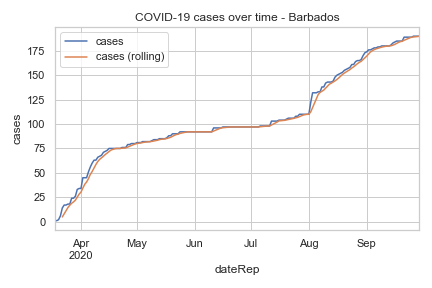 COVID-19 cases over time - Barbados
cases
cases (rolling)
175
150
125
100
75
50
25
0
cases
Apr
2020
May
Jun
Jul
Aug
Sep
dateRep